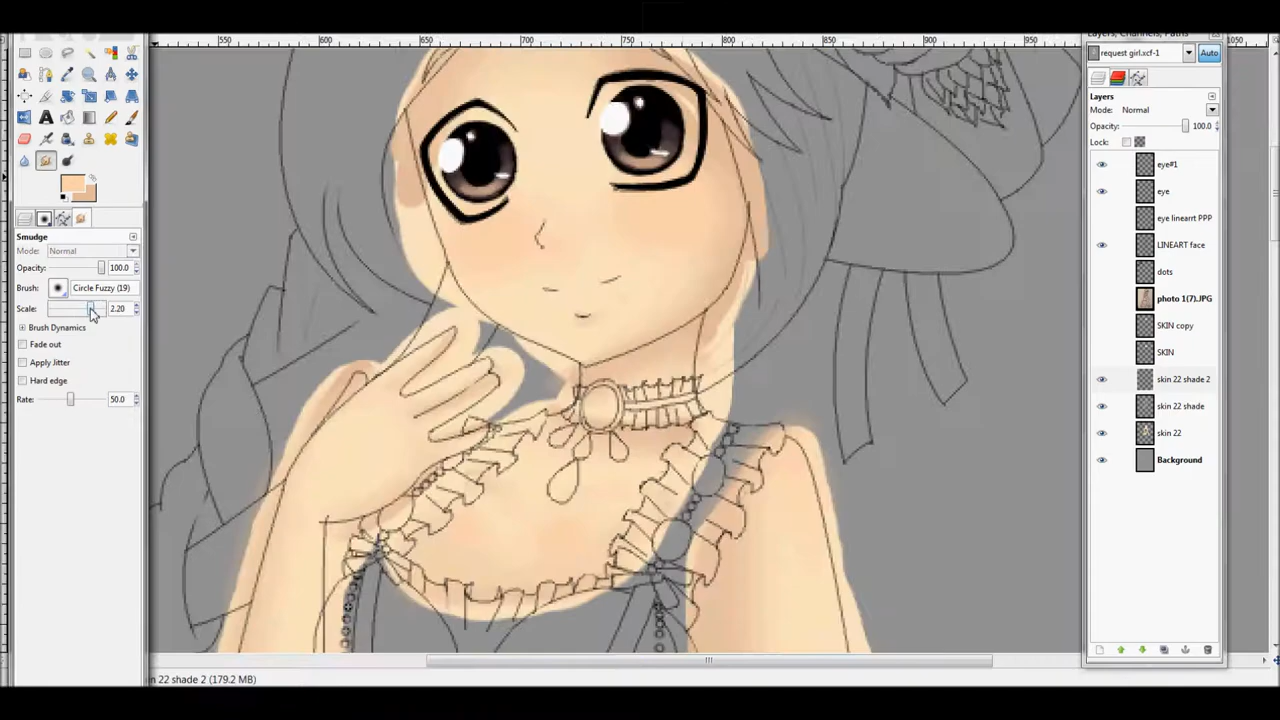 Layers, Channels, Paths
550 600 650 700 750 800 850 900 950 1050
request girl.xcf-1 Auto
Layers
Mode: Normal
Opacity: 100.0
Lock:
eye#1
eye
eye lineartt PPP
LINEART face
dots
photo 1(7).JPG
SKIN copy
SKIN
skin 22 shade 2
skin 22 shade
skin 22
Background
Smudge
Mode: Normal
Opacity: 100.0
Brush: Circle Fuzzy (19)
Scale: 2.20
Brush Dynamics
Fade out
Apply Jitter
Hard edge
Rate: 50.0
in 22 shade 2 (179.2 MB)